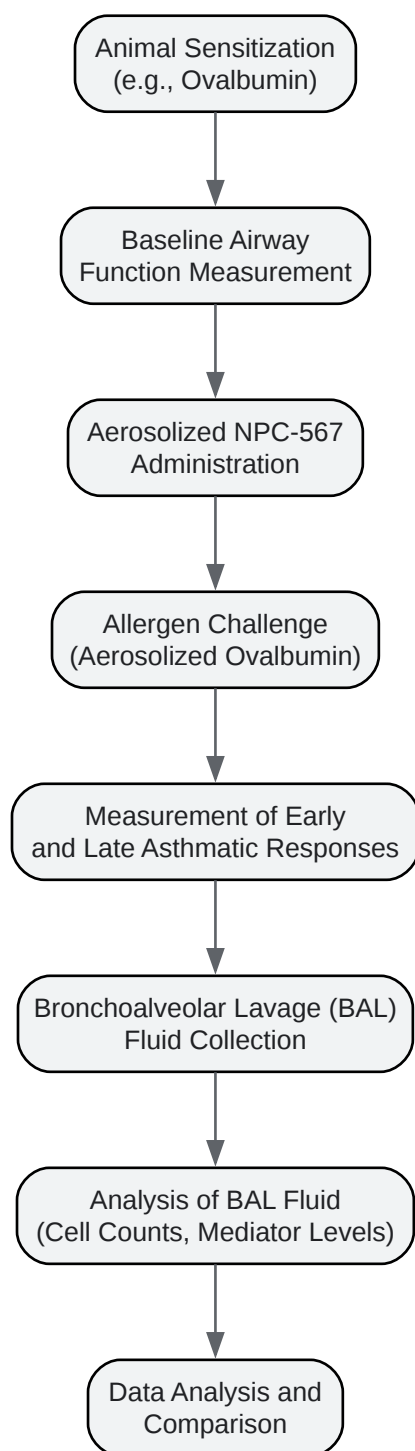 Animal Sensitization
(e.g., Ovalbumin)
Baseline Airway
Function Measurement
Aerosolized NPC-567
Administration
Allergen Challenge
(Aerosolized Ovalbumin)
Measurement of Early
and Late Asthmatic Responses
Bronchoalveolar Lavage (BAL)
Fluid Collection
Analysis of BAL Fluid
(Cell Counts, Mediator Levels)
Data Analysis and
Comparison